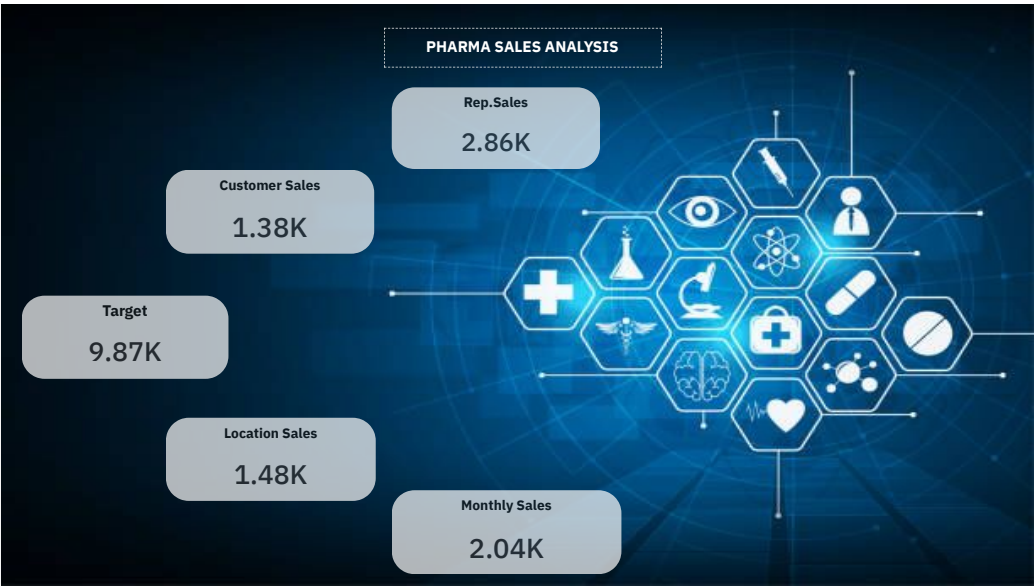 PHARMA SALES ANALYSIS
Rep.Sales
2.86K
Customer Sales
1.38K
Target
9.87K
Location Sales
1.48K
Monthly Sales
2.04K